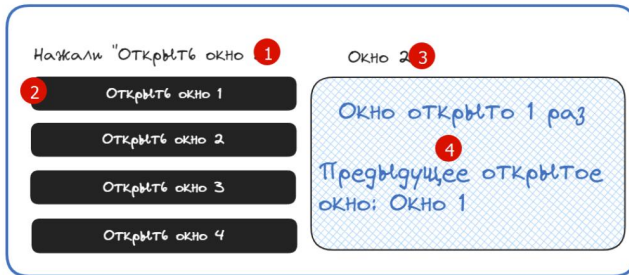 Нажали "Открыть окно
1
Окно 2
3
2
Открыть окно 1
Открыть окно 2
Открыть окно 3
Открыть окно 4
Окно открыто 1 раз
4
Предыдущее открытое
окно: Окно 1